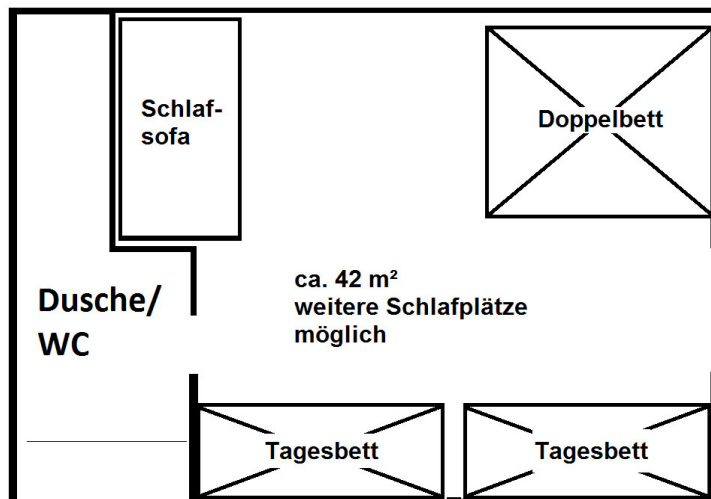 Schlaf-
sofa
Doppelbett
ca. 42 m²
weitere Schlafplätze
möglich
Dusche/
WC
Tagesbett
Tagesbett